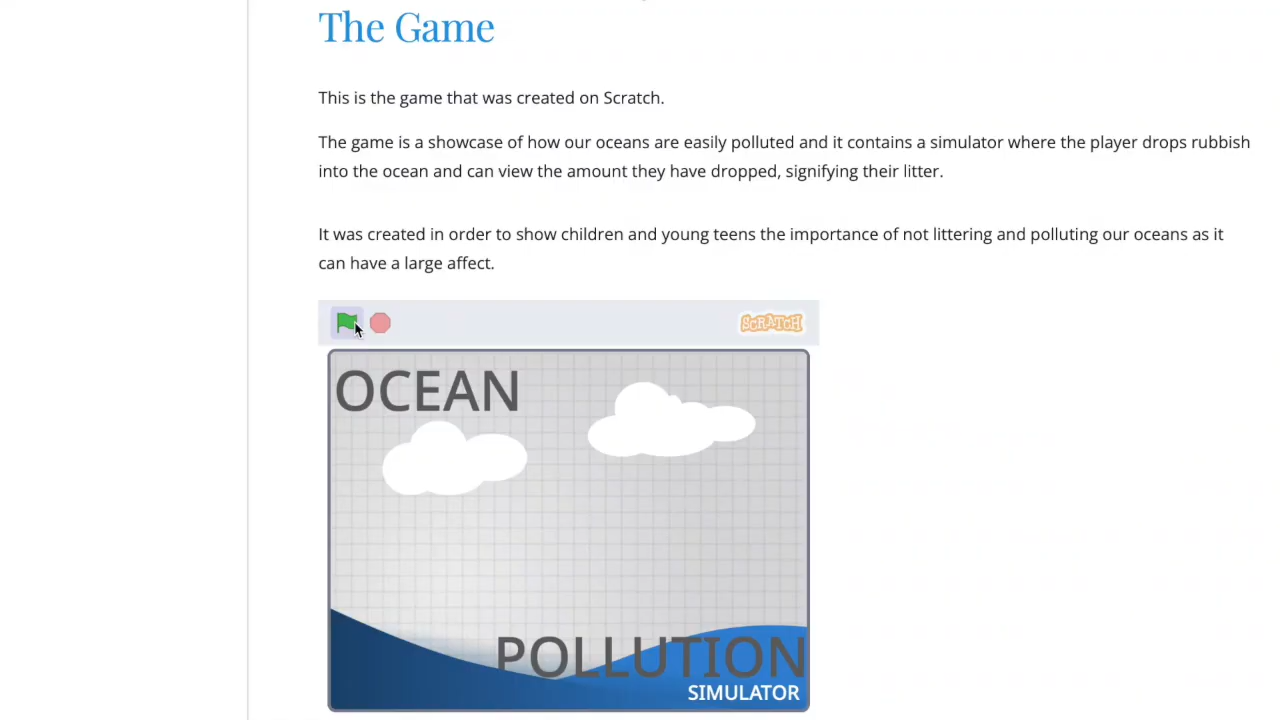 The Game
This is the game that was created on Scratch.
The game is a showcase of how our oceans are easily polluted and it contains a simulator where the player drops rubbish
into the ocean and can view the amount they have dropped, signifying their litter.
It was created in order to show children and young teens the importance of not littering and polluting our oceans as it
can have a large affect.
SCRATCH
OCEAN
POLLUTION
SIMULATOR